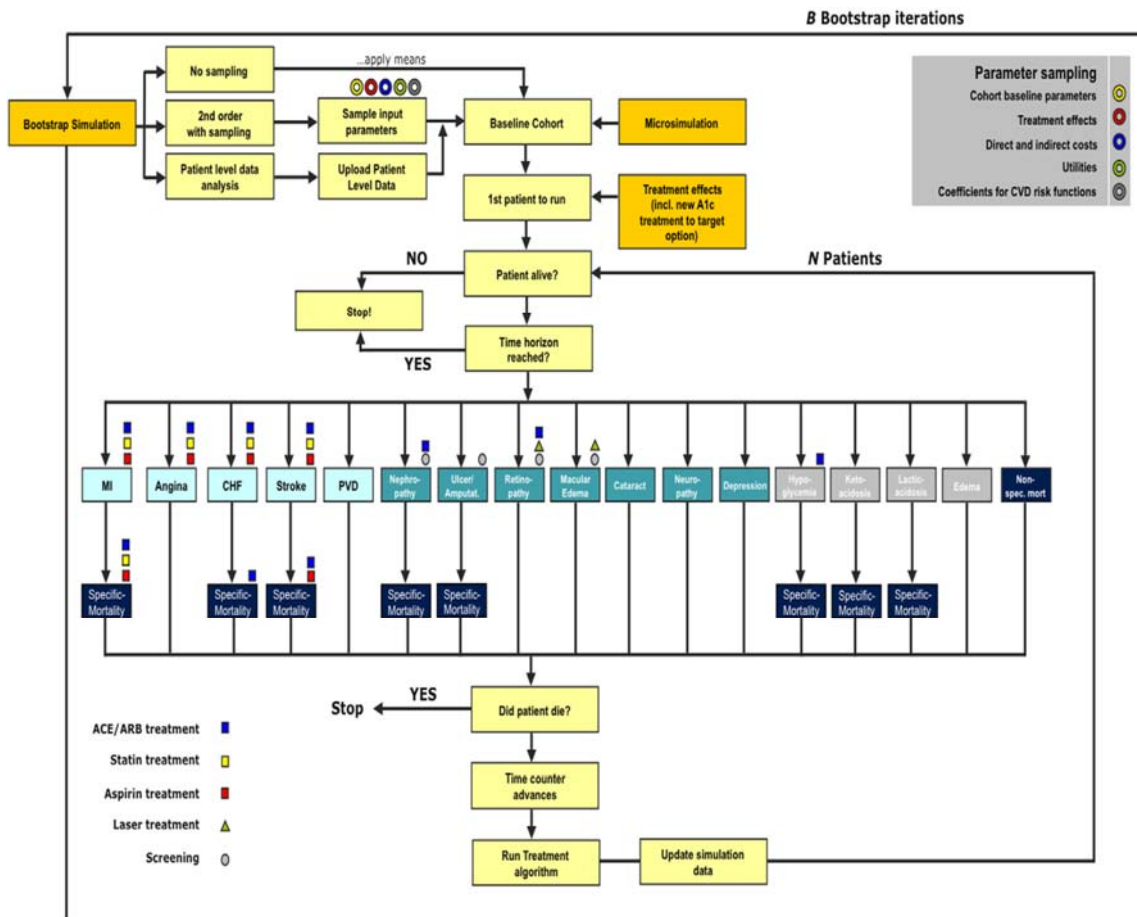 B Bootstrap iterations
...apply means
No sampling
Bootstrap Simulation
2nd order
with sampling
Sample input
parameters
Baseline Cohort
Microsimulation
Patient level data
analysis
Upload Patient
Level Data
Parameter sampling
Cohort baseline parameters
Treatment effects
Direct and indirect costs
Utilities
Coefficients for CVD risk functions
1st patient to run
Treatment effects
(incl. new A1c
treatment to target
option)
NO
N Patients
Patient alive?
Stop!
Time horizon
reached?
YES
MI
Angina
CHF
Stroke
PVD
Nephro-
pathy
Ulcer/
Amputat.
Retino-
pathy
Macular
Edema
Cataract
Neuro-
pathy
Depression
Hypo-
glycemia
Keto-
acidosis
Lactic-
acidosis
Edema
Non-
spec. mort
Specific-
Mortality
Specific-
Mortality
Specific-
Mortality
Specific-
Mortality
Specific-
Mortality
Specific-
Mortality
Specific-
Mortality
Specific-
Mortality
YES
Stop
Did patient die?
ACE/ARB treatment
Statin treatment
Aspirin treatment
Laser treatment
Screening
Time counter
advances
Run Treatment
algorithm
Update simulation
data